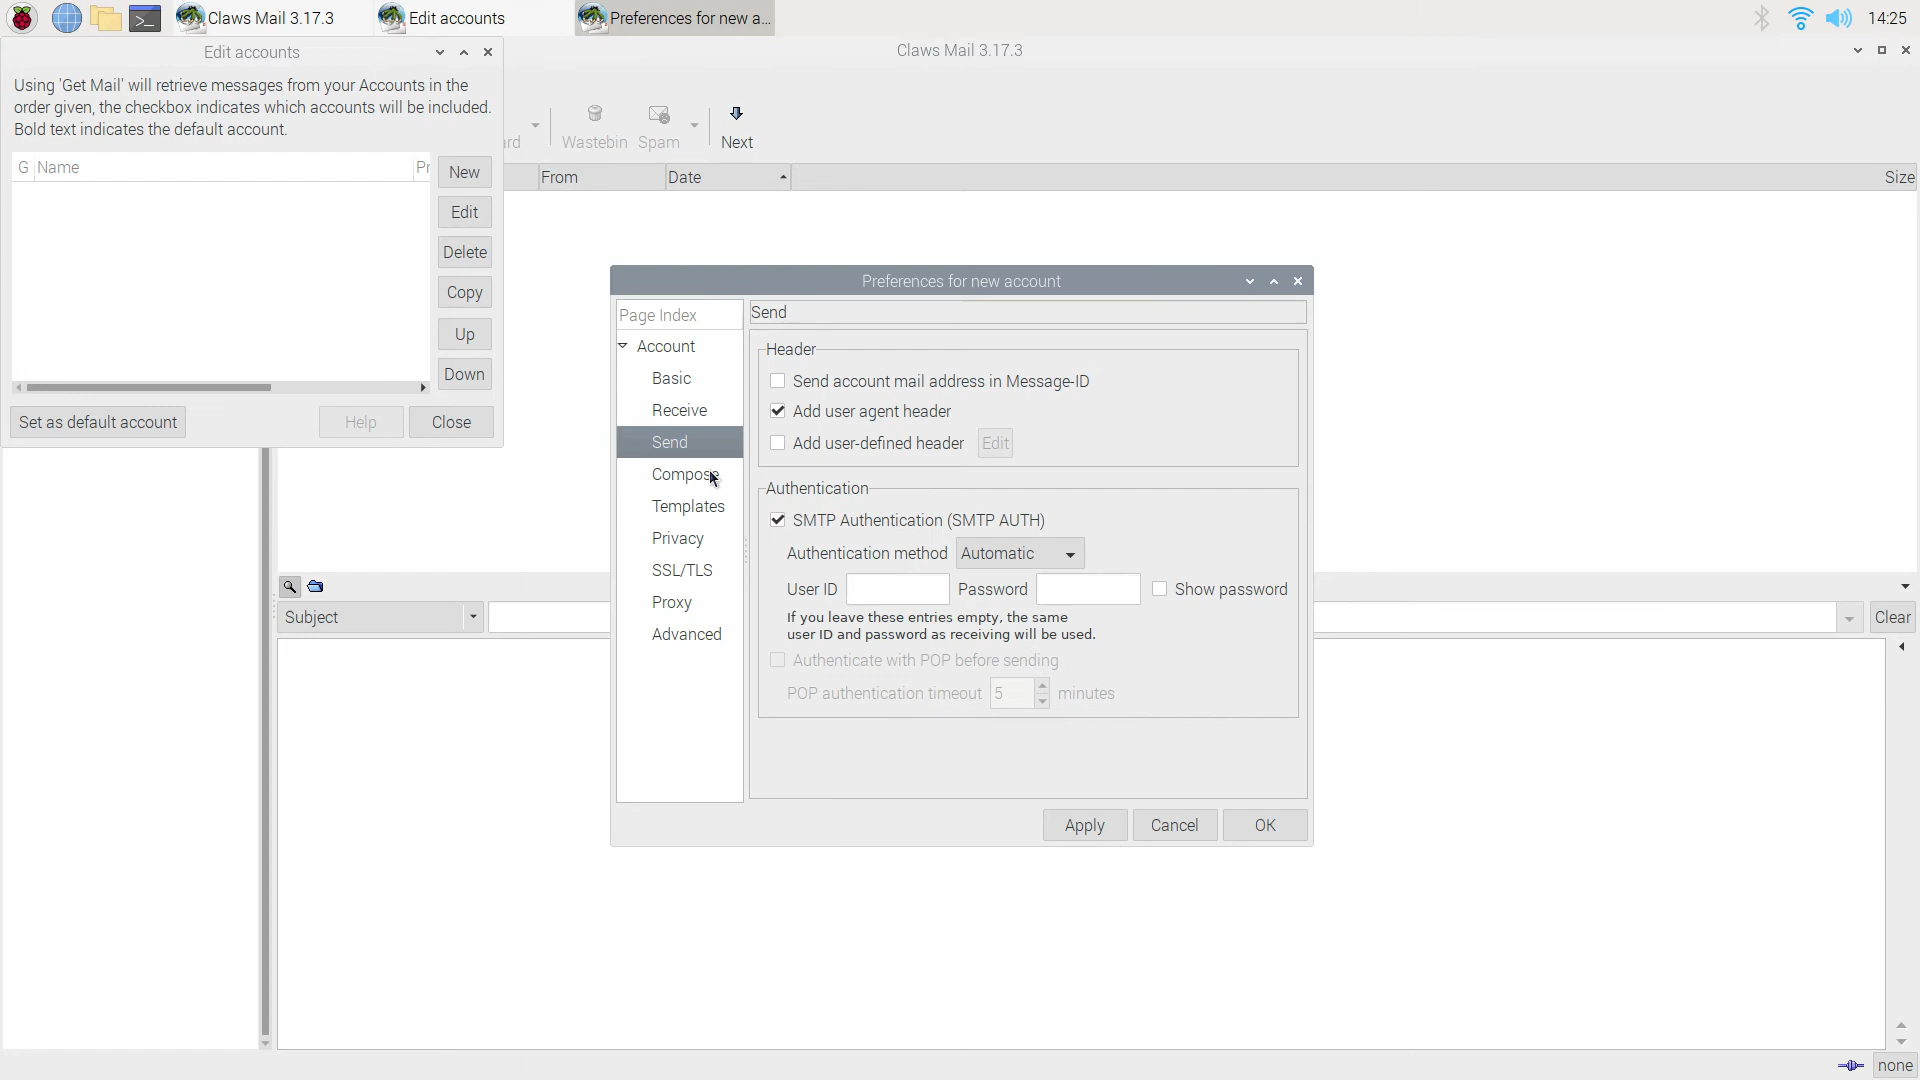 Claws Mail 3.17.3
Edit accounts
Preferences for new a...
14:25
Edit accounts
Claws Mail 3.17.3
Using 'Get Mail' will retrieve messages from your Accounts in the
order given, the checkbox indicates which accounts will be included.
Bold text indicates the default account.
G Name Pr
New
Edit
Delete
Copy
Up
Down
Set as default account
Help
Close
rd
Wastebin
Spam
Next
From
Date
Size
Preferences for new account
Page Index
Account
Basic
Receive
Send
Compose
Templates
Privacy
SSL/TLS
Proxy
Advanced
Send
Header
Send account mail address in Message-ID
Add user agent header
Add user-defined header
Edit
Authentication
SMTP Authentication (SMTP AUTH)
Authentication method Automatic
User ID
Password
Show password
If you leave these entries empty, the same
user ID and password as receiving will be used.
Authenticate with POP before sending
POP authentication timeout 5 minutes
Apply
Cancel
OK
Subject
Clear
none